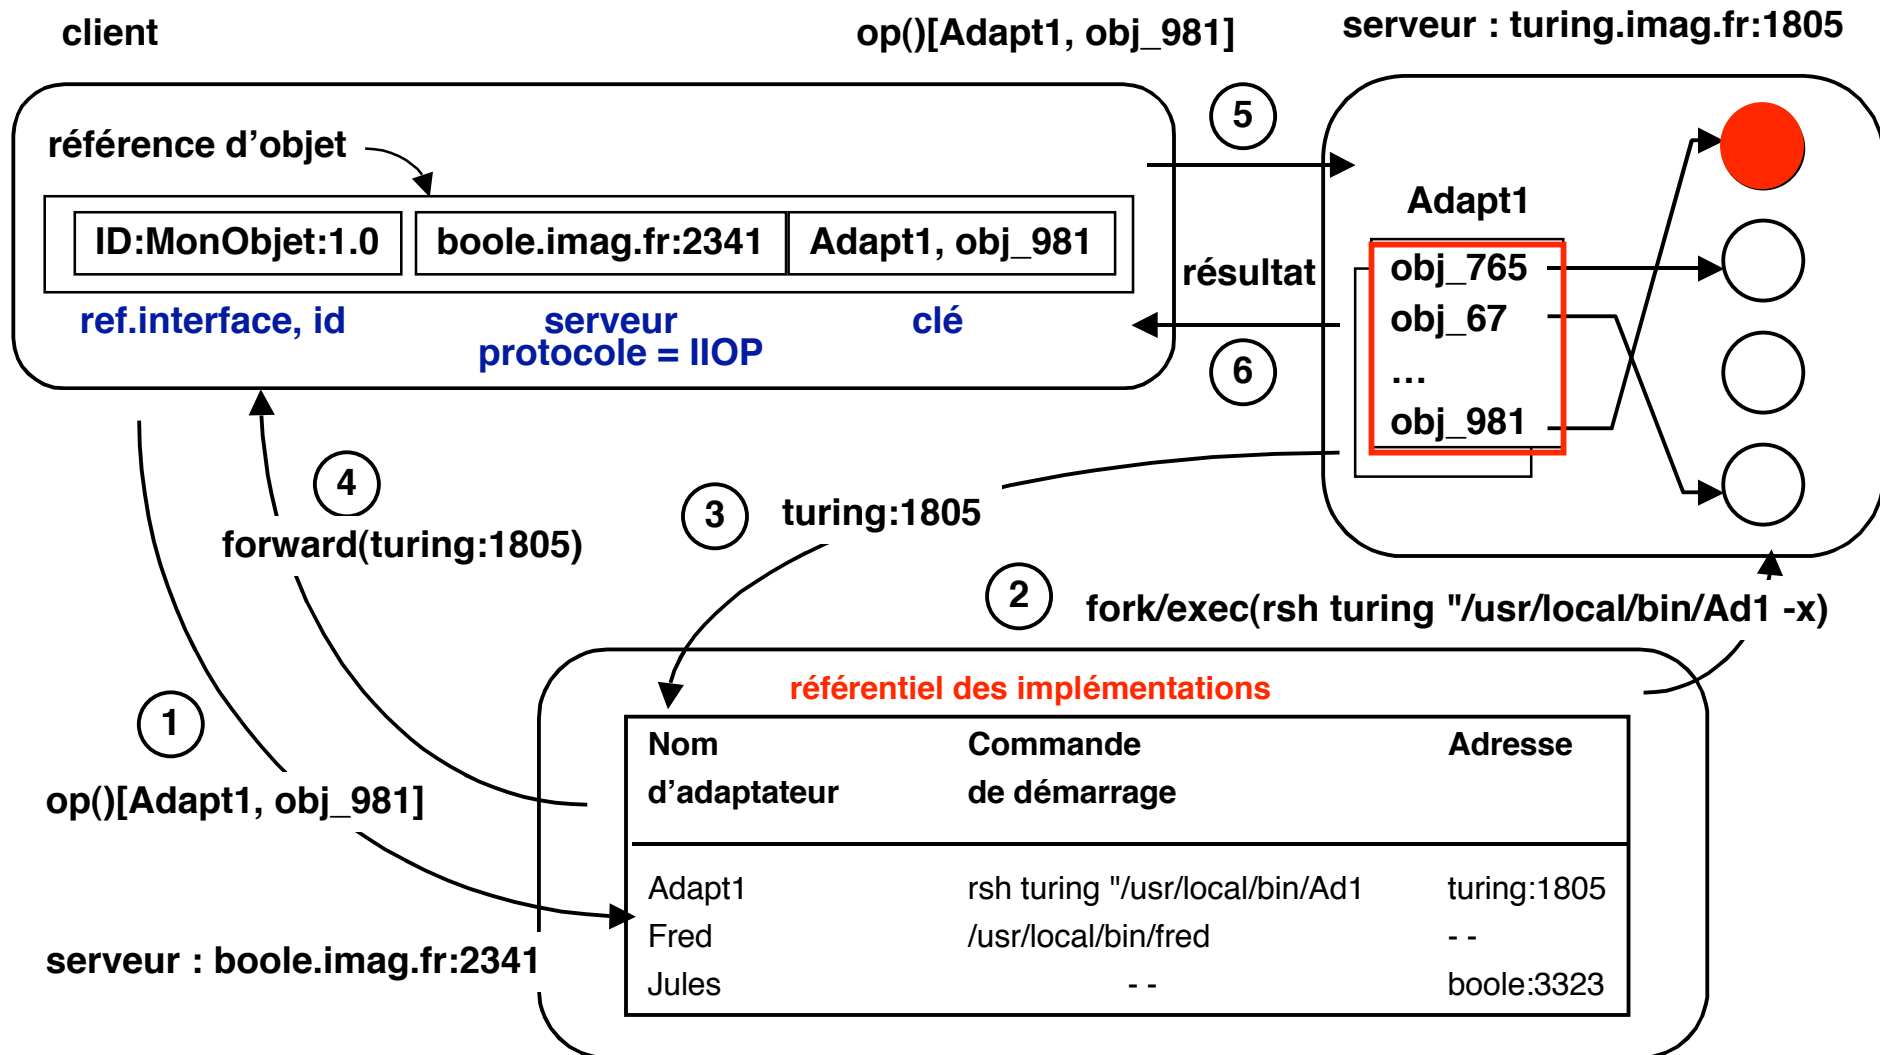 client
op()[Adapt1, obj_981]
serveur : turing.imag.fr:1805
5
référence d’objet
Adapt1
ID:MonObjet:1.0
boole.imag.fr:2341
Adapt1, obj_981
résultat
obj_765
obj_67
...
obj_981
ref.interface, id
serveur
protocole = IIOP
clé
6
4
forward(turing:1805)
3
turing:1805
2
fork/exec(rsh turing "/usr/local/bin/Ad1 -x)
1
op()[Adapt1, obj_981]
référentiel des implémentations
Nom
d’adaptateur
Commande
de démarrage
Adresse
Adapt1
rsh turing "/usr/local/bin/Ad1
turing:1805
Fred
/usr/local/bin/fred
- -
Jules
- -
boole:3323
serveur : boole.imag.fr:2341